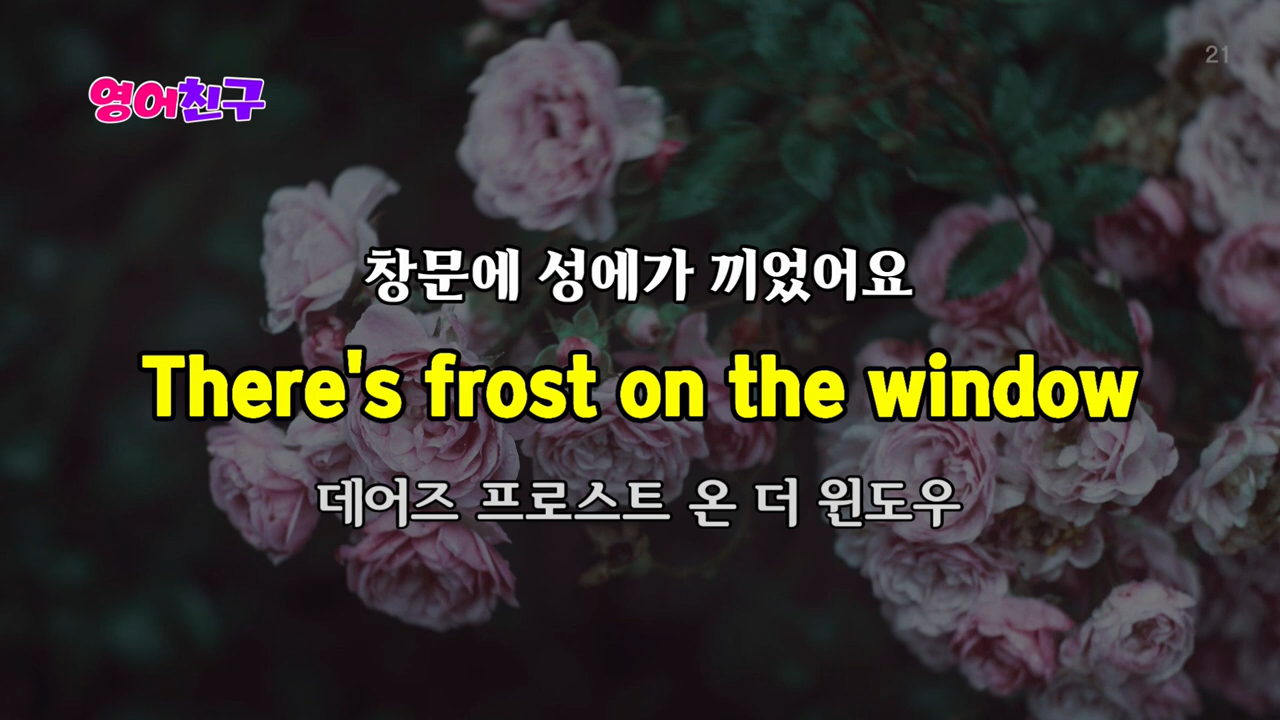 21
영어친구
창문에 성에가 끼었어요
There's frost on the window
데어즈 프로스트 온 더 윈도우